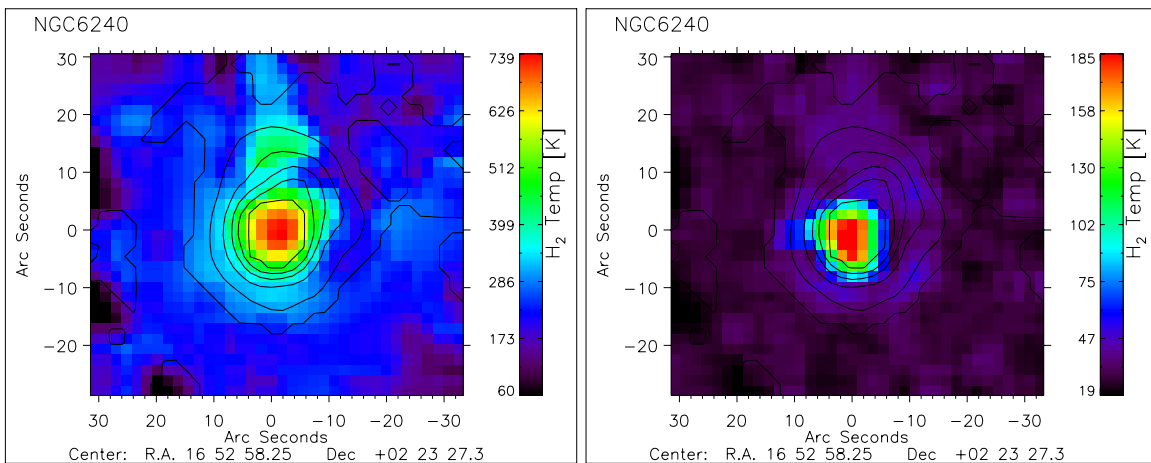 NGC6240
30
20
10
0
−10
−20
Arc Seconds
30 20 10 0 −10 −20 −30
Arc Seconds
Center: R.A. 16 52 58.25 Dec +02 23 27.3
739
626
512
399
286
173
60
H₂ Temp [K]
NGC6240
30
20
10
0
−10
−20
Arc Seconds
30 20 10 0 −10 −20 −30
Arc Seconds
Center: R.A. 16 52 58.25 Dec +02 23 27.3
185
158
130
102
75
47
19
H₂ Temp [K]